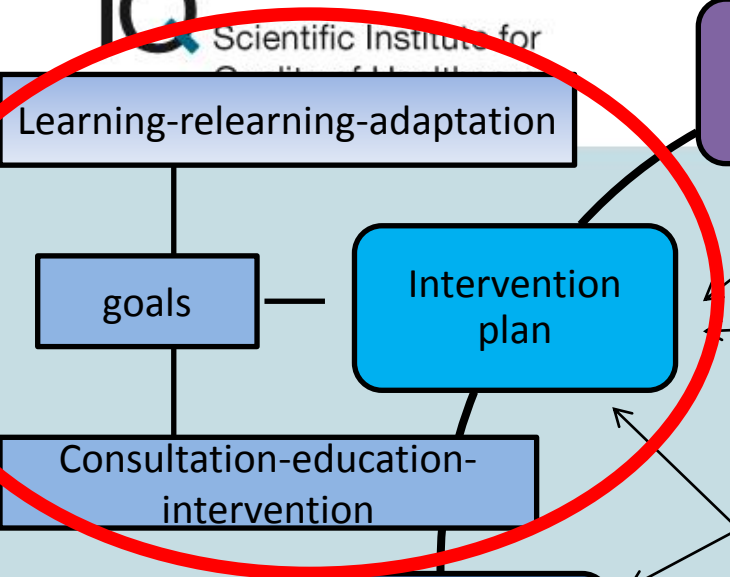 Scientific Institute for
Learning-relearning-adaptation
goals
Intervention
plan
Consultation-education-
intervention